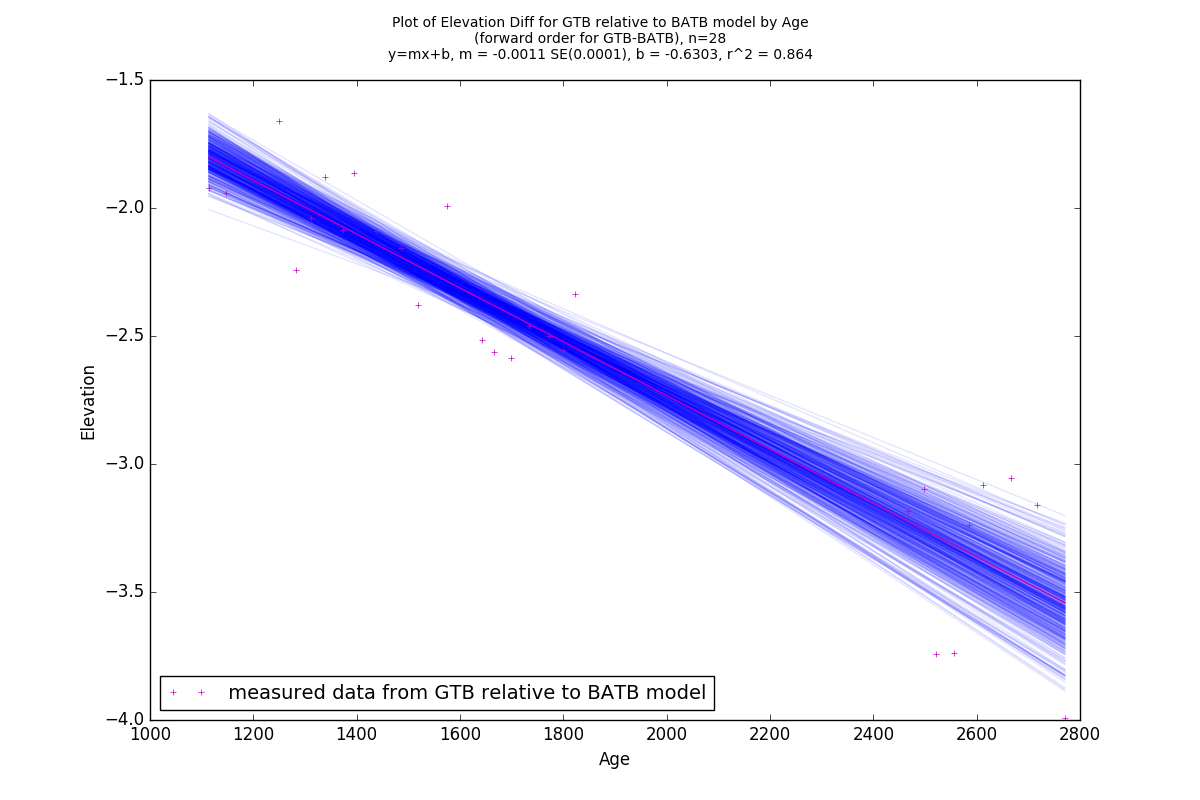 Plot of Elevation Diff for GTB relative to BATB model by Age
(forward order for GTB-BATB), n=28
y=mx+b, m = -0.0011 SE(0.0001), b = -0.6303, r^2 = 0.864
−1.5
−2.0
−2.5
−3.0
−3.5
−4.0
Elevation
measured data from GTB relative to BATB model
1000 1200 1400 1600 1800 2000 2200 2400 2600 2800
Age